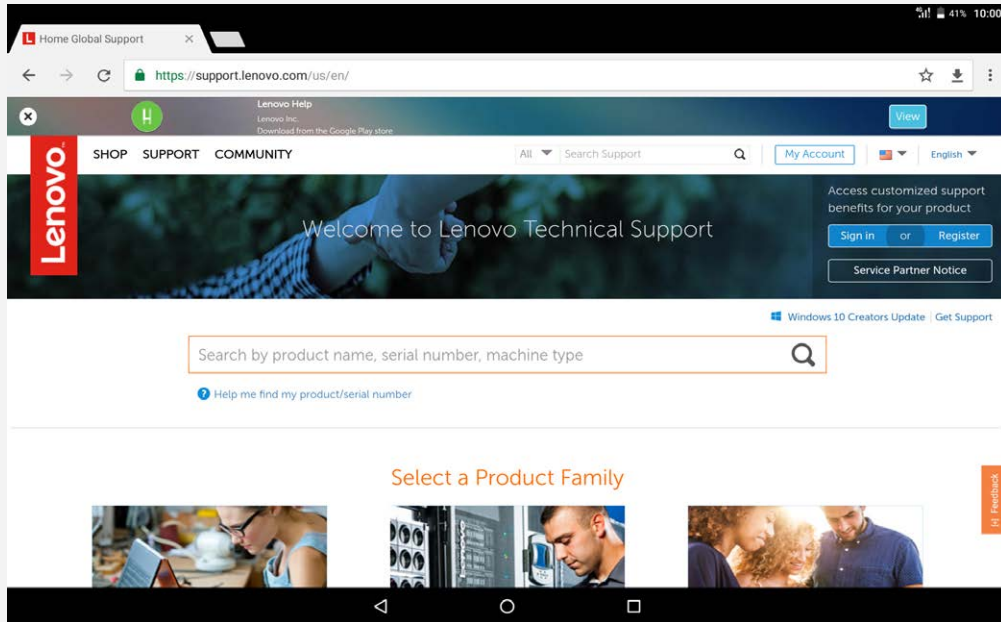 41% 10:00
Home Global Support
https://support.lenovo.com/us/en/
Lenovo Help
Lenovo Inc.
Download from the Google Play store
View
Lenovo
SHOP SUPPORT COMMUNITY All Search Support My Account English
Access customized support
benefits for your product
Welcome to Lenovo Technical Support
Sign in or Register
Service Partner Notice
Windows 10 Creators Update Get Support
Search by product name, serial number, machine type
? Help me find my product/serial number
Select a Product Family
[+] Feedback